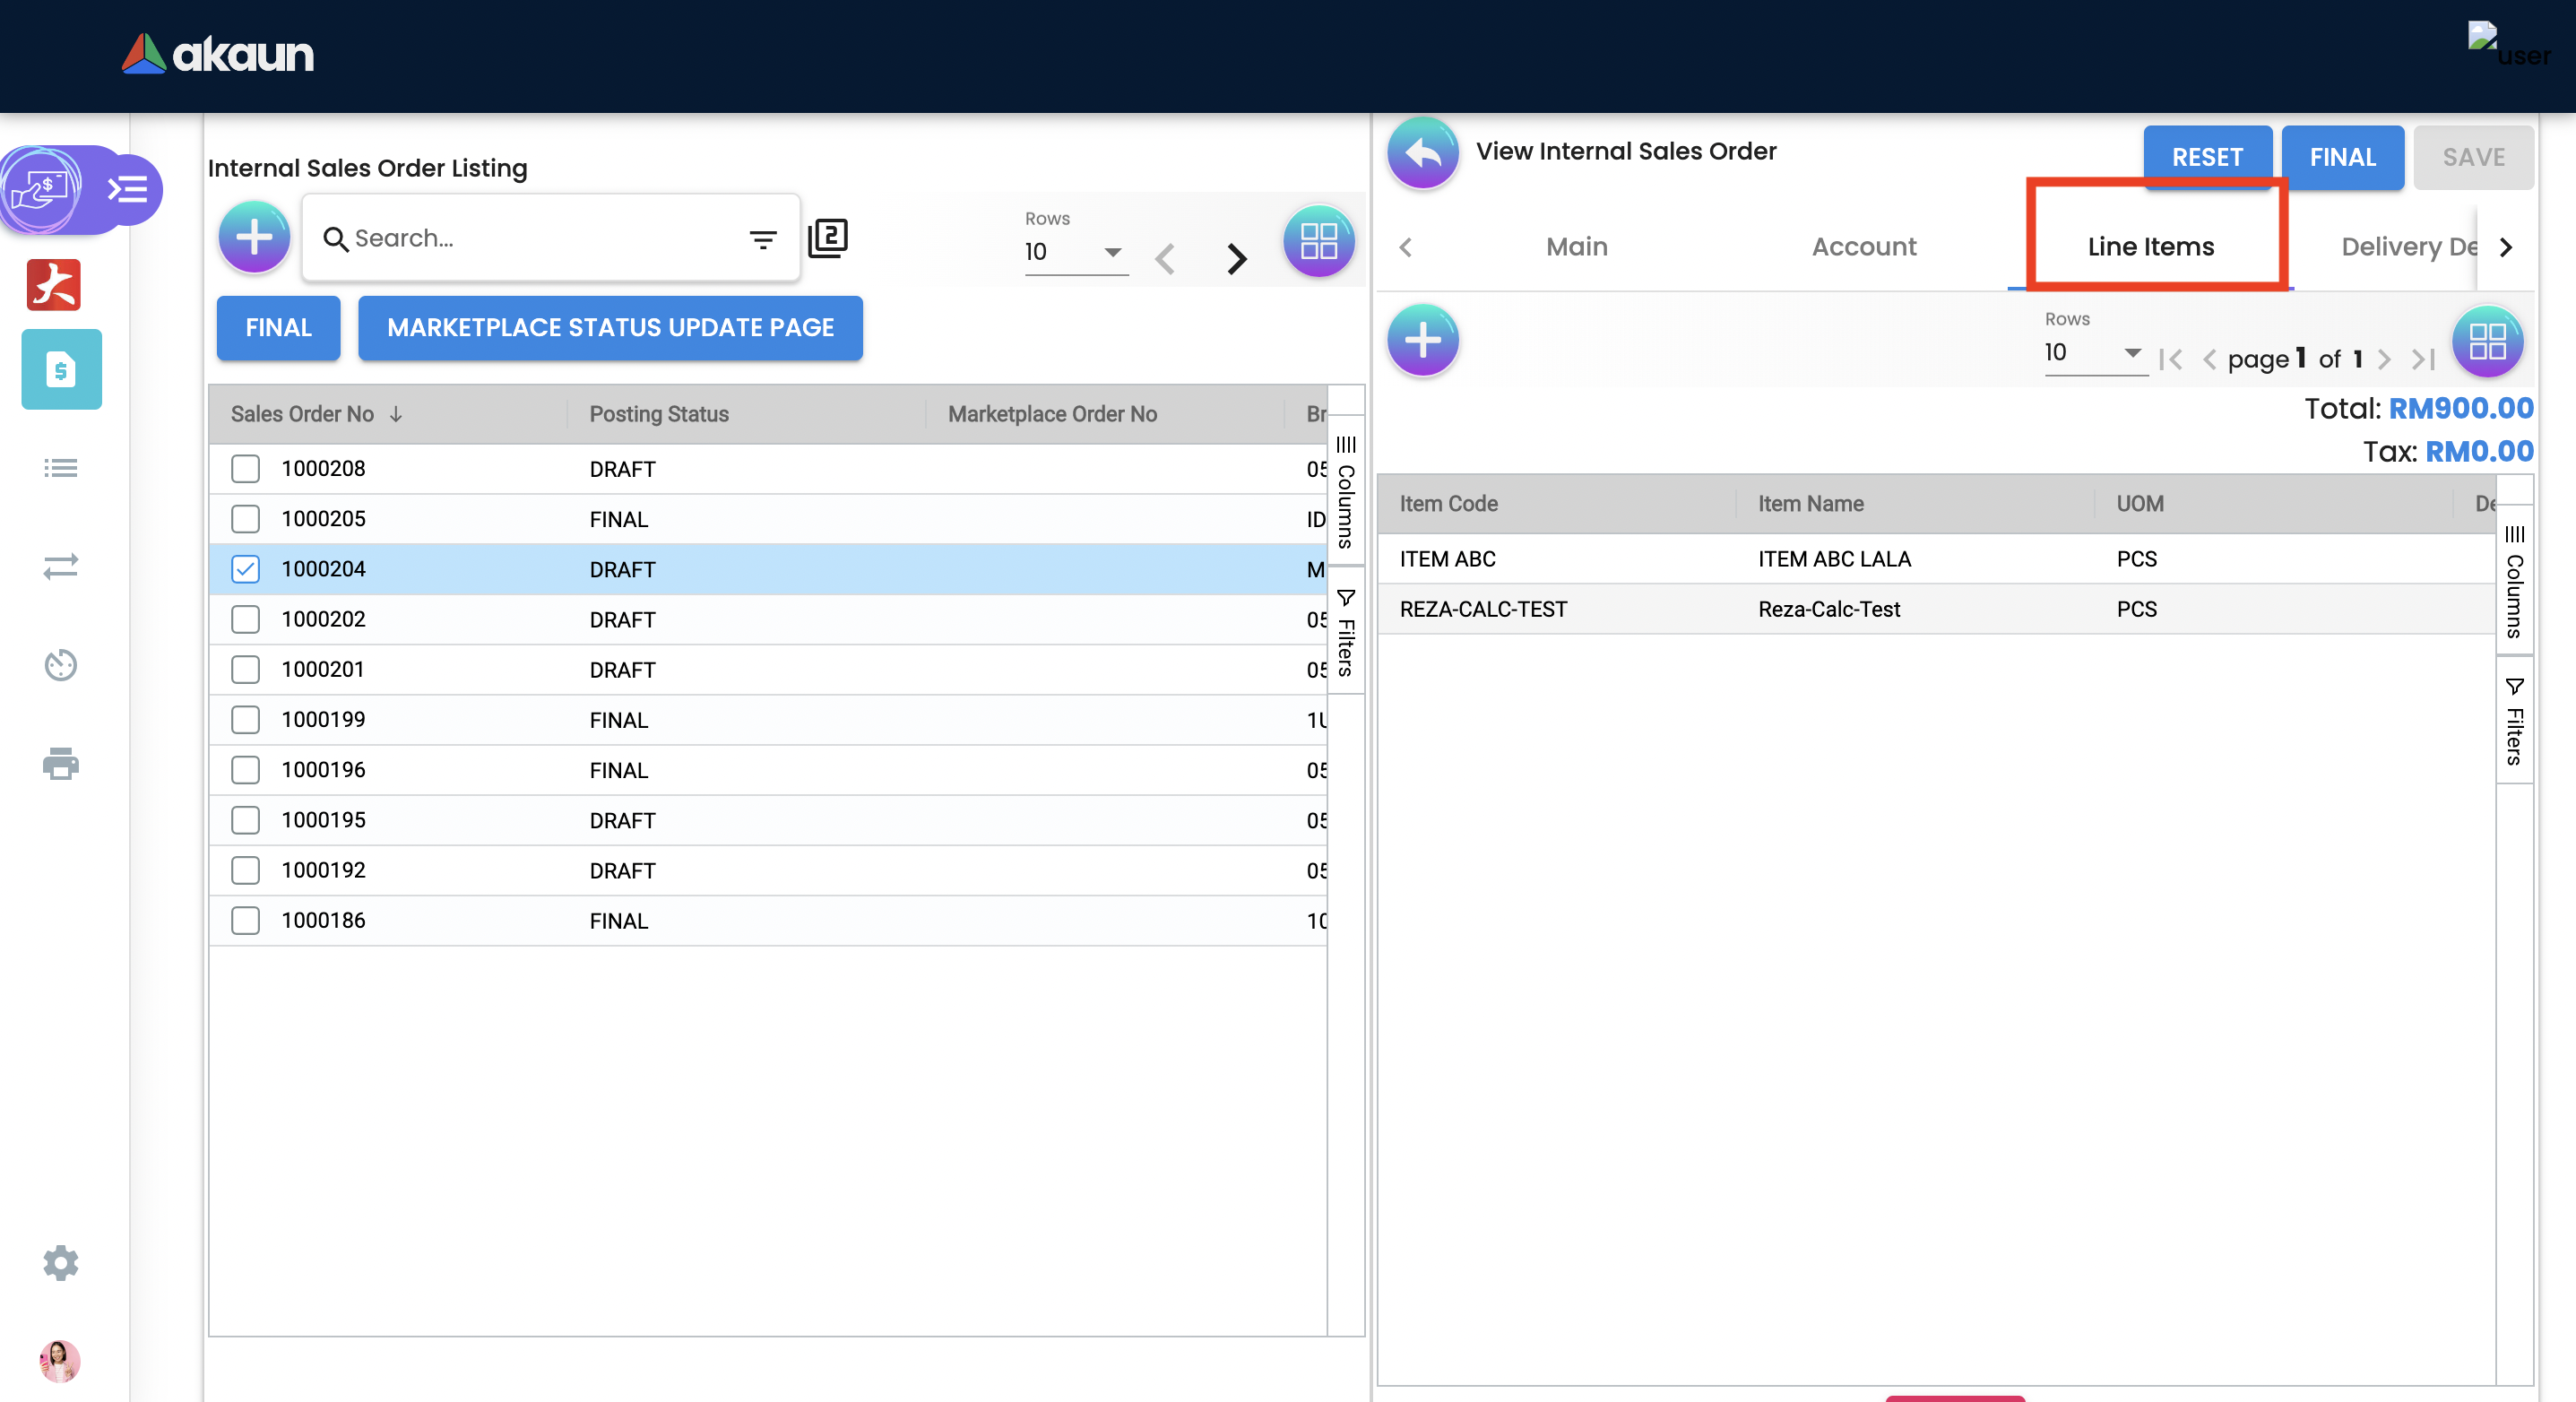 akaun
user
Internal Sales Order Listing
Search...
2
Rows
10
FINAL
MARKETPLACE STATUS UPDATE PAGE
Sales Order No
Posting Status
Marketplace Order No
Br
1000208 DRAFT 05
1000205 FINAL ID
1000204 DRAFT M
1000202 DRAFT 05
1000201 DRAFT 05
1000199 FINAL 1U
1000196 FINAL 05
1000195 DRAFT 05
1000192 DRAFT 05
1000186 FINAL 10
Columns
Filters
View Internal Sales Order
RESET
FINAL
SAVE
Main
Account
Line Items
Delivery De
Rows
10
page 1 of 1
Total: RM900.00
Tax: RM0.00
Item Code
Item Name
UOM
De
ITEM ABC ITEM ABC LALA PCS
REZA-CALC-TEST Reza-Calc-Test PCS
Columns
Filters